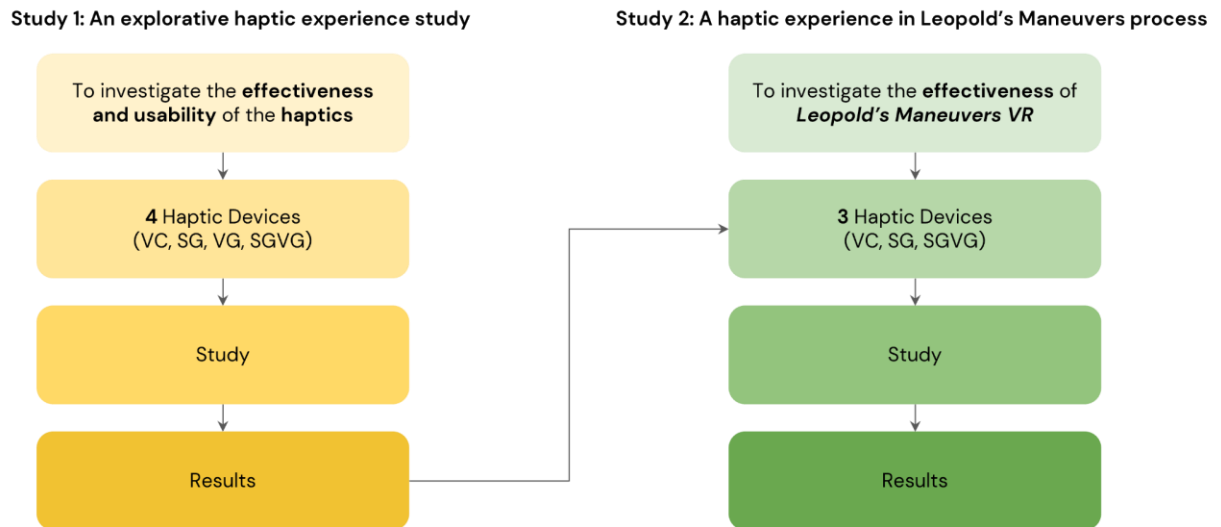 Study 1: An explorative haptic experience study
To investigate the effectiveness
and usability of the haptics
4 Haptic Devices
(VC, SG, VG, SGVG)
Study
Results
Study 2: A haptic experience in Leopold's Maneuvers process
To investigate the effectiveness of
Leopold's Maneuvers VR
3 Haptic Devices
(VC, SG, SGVG)
Study
Results